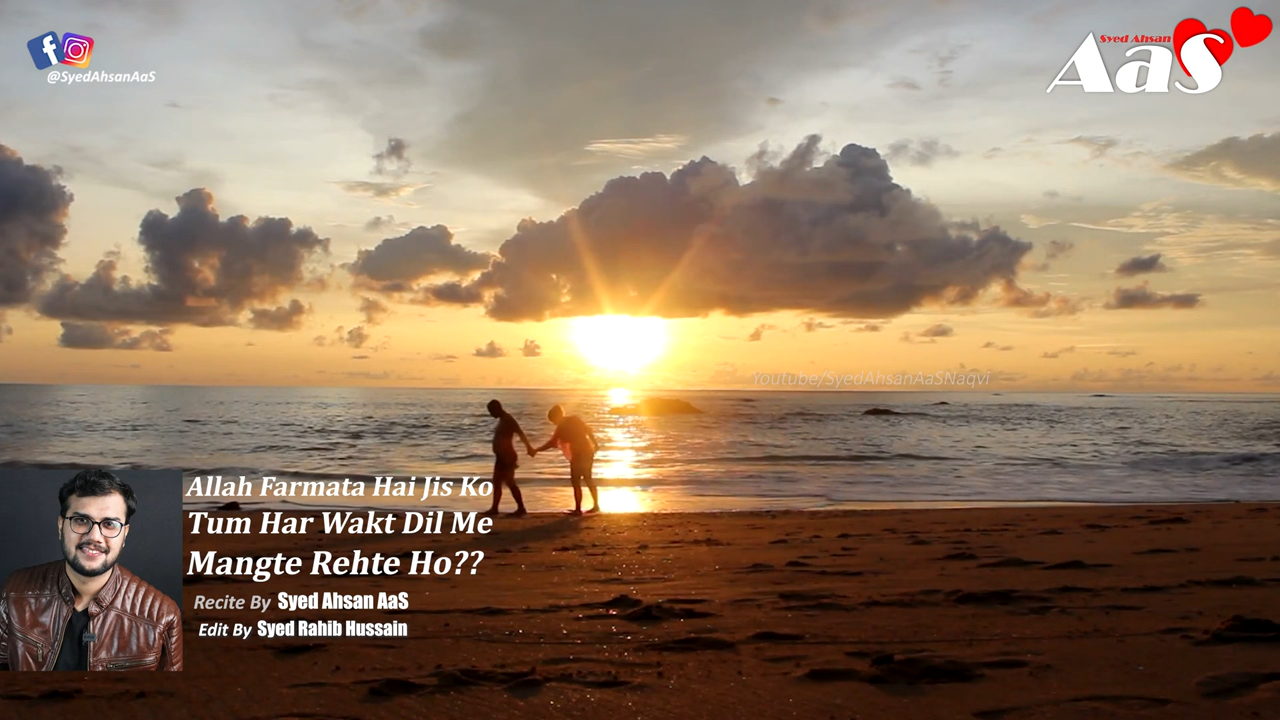 @SyedAhsanAaS
Syed Ahsan
AaS
Youtube/SyedAhsanAaSNaqvi
Allah Farmata Hai Jis Ko
Tum Har Wakt Dil Me
Mangte Rehte Ho??
Recite By Syed Ahsan AaS
Edit By Syed Rahib Hussain